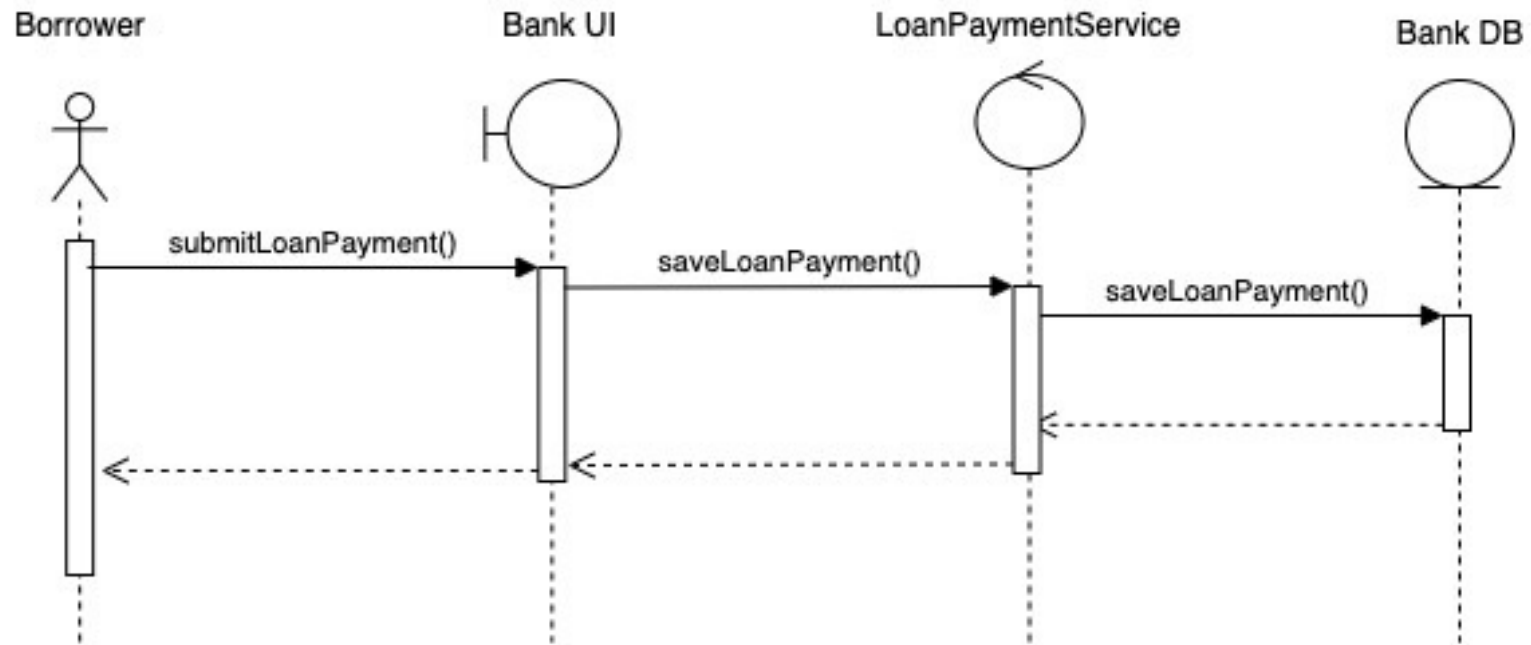 Borrower
Bank UI
LoanPaymentService
Bank DB
submitLoanPayment()
saveLoanPayment()
saveLoanPayment()